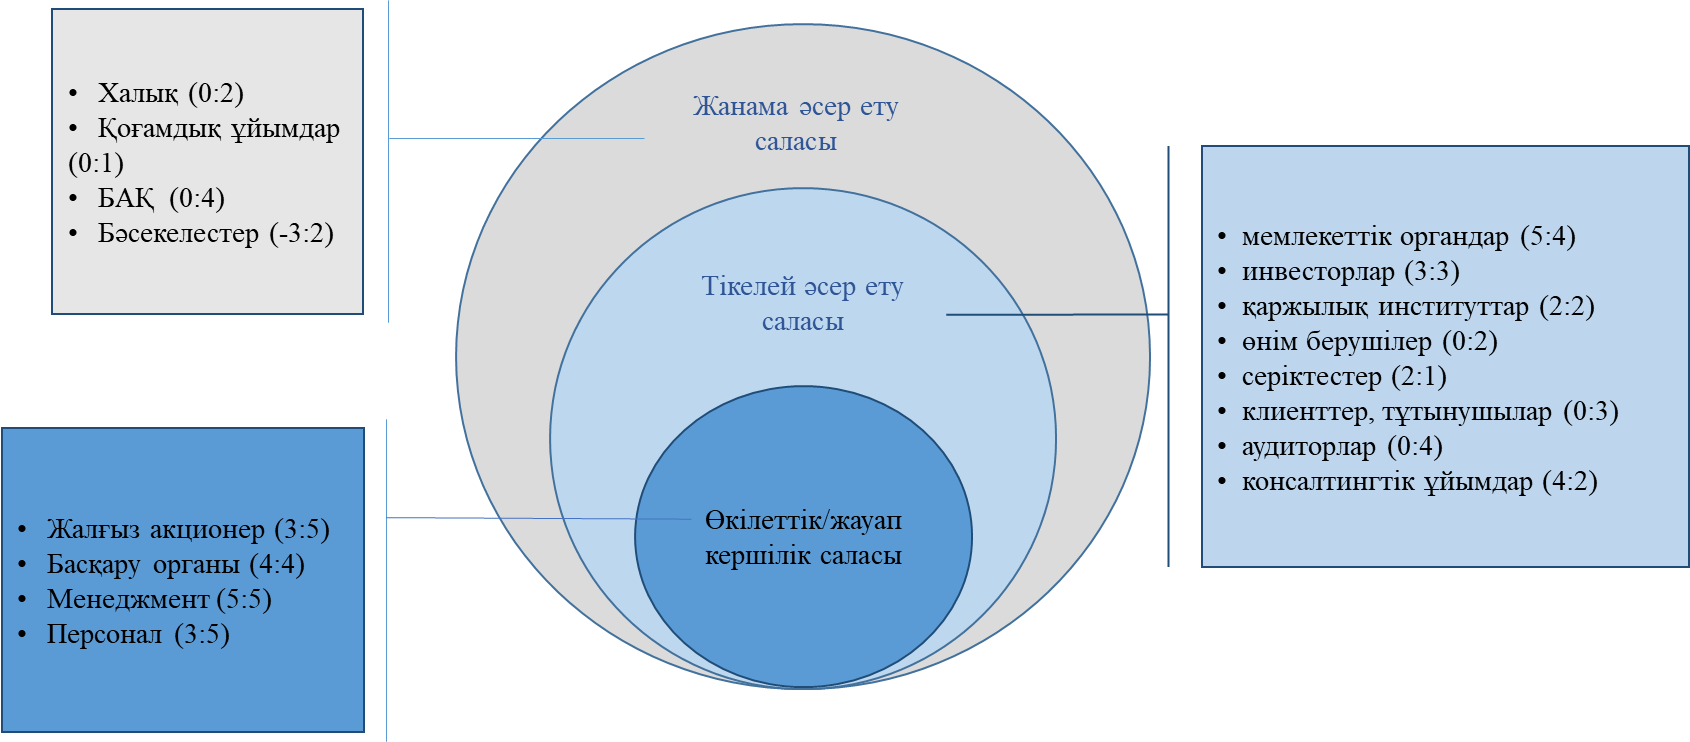 • Халық (0:2)
• Қоғамдық ұйымдар
(0:1)
• БАҚ (0:4)
• Бәсекелестер (-3:2)
Жанама әсер ету
саласы
Тікелей әсер ету
саласы
Өкілеттік/жауап
кершілік саласы
• мемлекеттік органдар (5:4)
• инвесторлар (3:3)
• қаржылық институттар (2:2)
• өнім берушілер (0:2)
• серіктестер (2:1)
• клиенттер, тұтынушылар (0:3)
• аудиторлар (0:4)
• консалтингтік ұйымдар (4:2)
• Жалғыз акционер (3:5)
• Басқару органы (4:4)
• Менеджмент (5:5)
• Персонал (3:5)